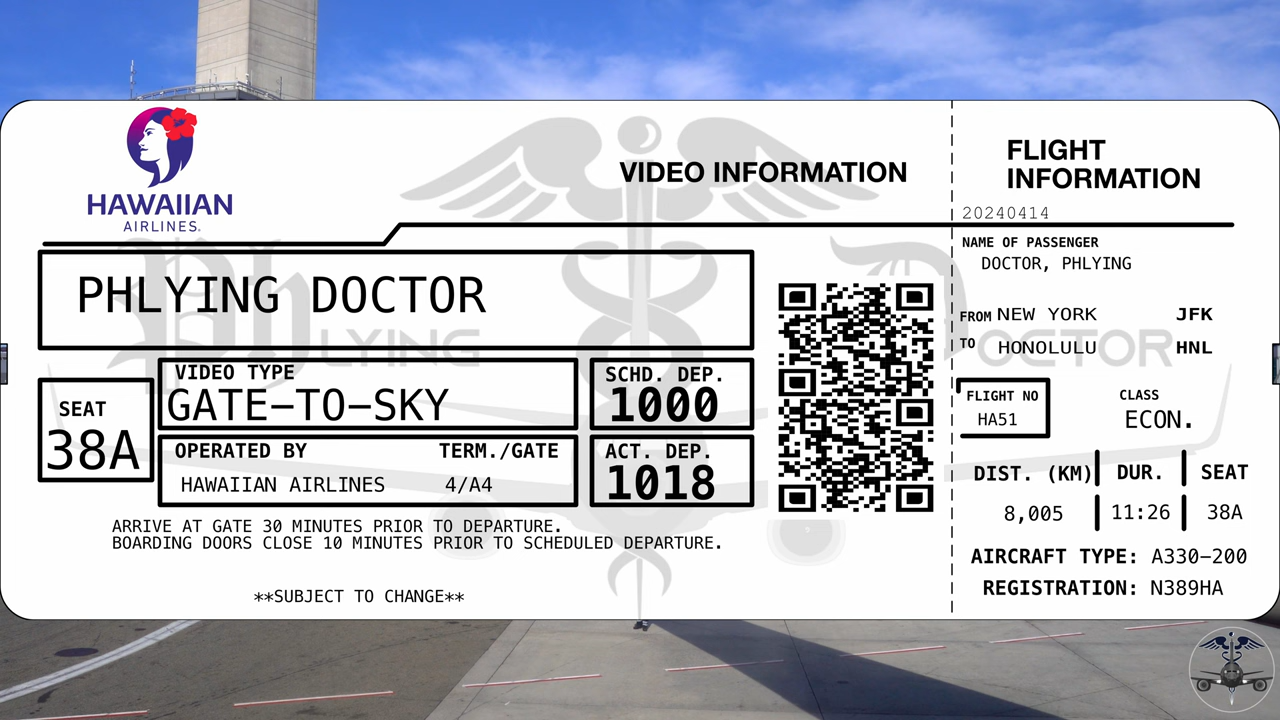 HAWAIIAN
AIRLINES®
VIDEO INFORMATION
PHLYING DOCTOR
Phlying Doctor
SEAT
38A
VIDEO TYPE
GATE-TO-SKY
SCHD. DEP.
1000
OPERATED BY TERM./GATE
HAWAIIAN AIRLINES 4/A4
ACT. DEP.
1018
ARRIVE AT GATE 30 MINUTES PRIOR TO DEPARTURE.
BOARDING DOORS CLOSE 10 MINUTES PRIOR TO SCHEDULED DEPARTURE.
**SUBJECT TO CHANGE**
FLIGHT
INFORMATION
20240414
NAME OF PASSENGER
DOCTOR, PHLYING
FROM NEW YORK JFK
TO HONOLULU HNL
FLIGHT NO
HA51
CLASS
ECON.
DIST. (KM) DUR. SEAT
8,005 11:26 38A
AIRCRAFT TYPE: A330-200
REGISTRATION: N389HA